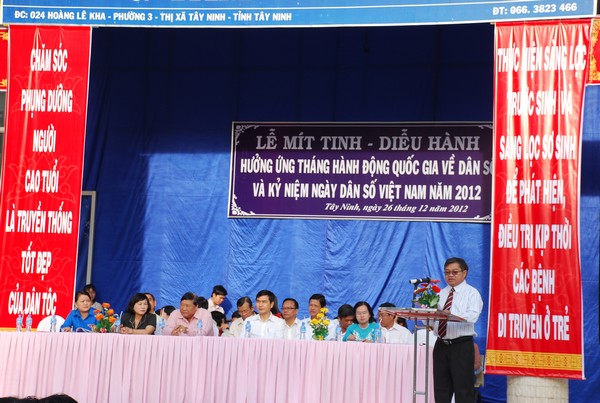 ĐC: 024 HOÀNG LÊ KHA - PHƯỜNG 3 - THỊ XÃ TÂY NINH - TỈNH TÂY NINH
ĐT: 066. 3823 466
CHĂM SÓC
PHỤNG DƯỠNG
NGƯỜI
CAO TUỔI
LÀ TRUYỀN THỐNG
TỐT ĐẸP
CỦA DÂN TỘC
LỄ MÍT TINH - DIỄU HÀNH
HƯỞNG ỨNG THÁNG HÀNH ĐỘNG QUỐC GIA VỀ DÂN SỐ
VÀ KỶ NIỆM NGÀY DÂN SỐ VIỆT NAM NĂM 2012
Tây Ninh, ngày 26 tháng 12 năm 2012
THỰC HIỆN SÀNG LỌC
TRƯỚC SINH VÀ
SÀNG LỌC SƠ SINH
ĐỂ PHÁT HIỆN,
ĐIỀU TRỊ KỊP THỜI
CÁC BỆNH
DI TRUYỀN Ở TRẺ